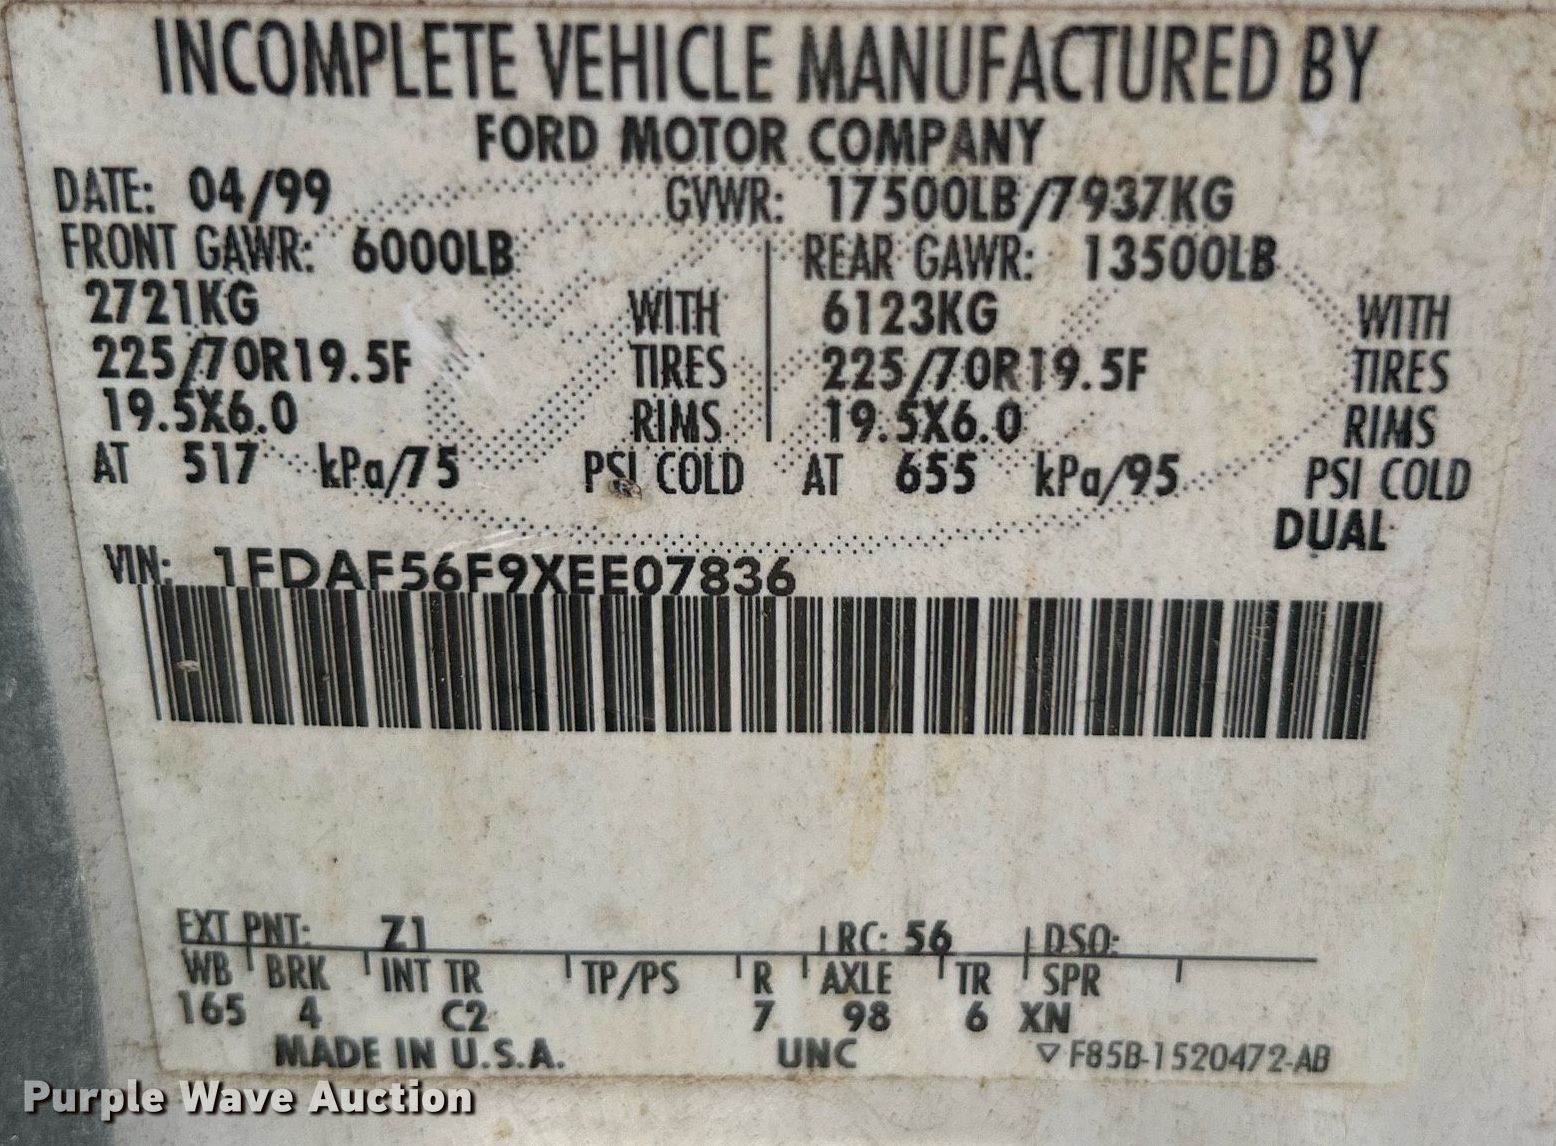 INCOMPLETE VEHICLE MANUFACTURED BY
FORD MOTOR COMPANY
DATE: 04/99 GVWR: 17500LB/7937KG
FRONT GAWR: 6000LB REAR GAWR: 13500LB
2721KG WITH 6123KG WITH
225/70R19.5F TIRES 225/70R19.5F TIRES
19.5X6.0 RIMS 19.5X6.0 RIMS
AT 517 kPa/75 PSI COLD AT 655 kPa/95 PSI COLD
DUAL
VIN: 1FDAF56F9XEE07836
EXT PNT: Z1 RC: 56 DSO:
WB BRK INT TR TP/PS R AXLE TR SPR
165 4 C2 7 98 6 XN
MADE IN U.S.A. UNC ▽F85B-1520472-AB
Purple Wave Auction